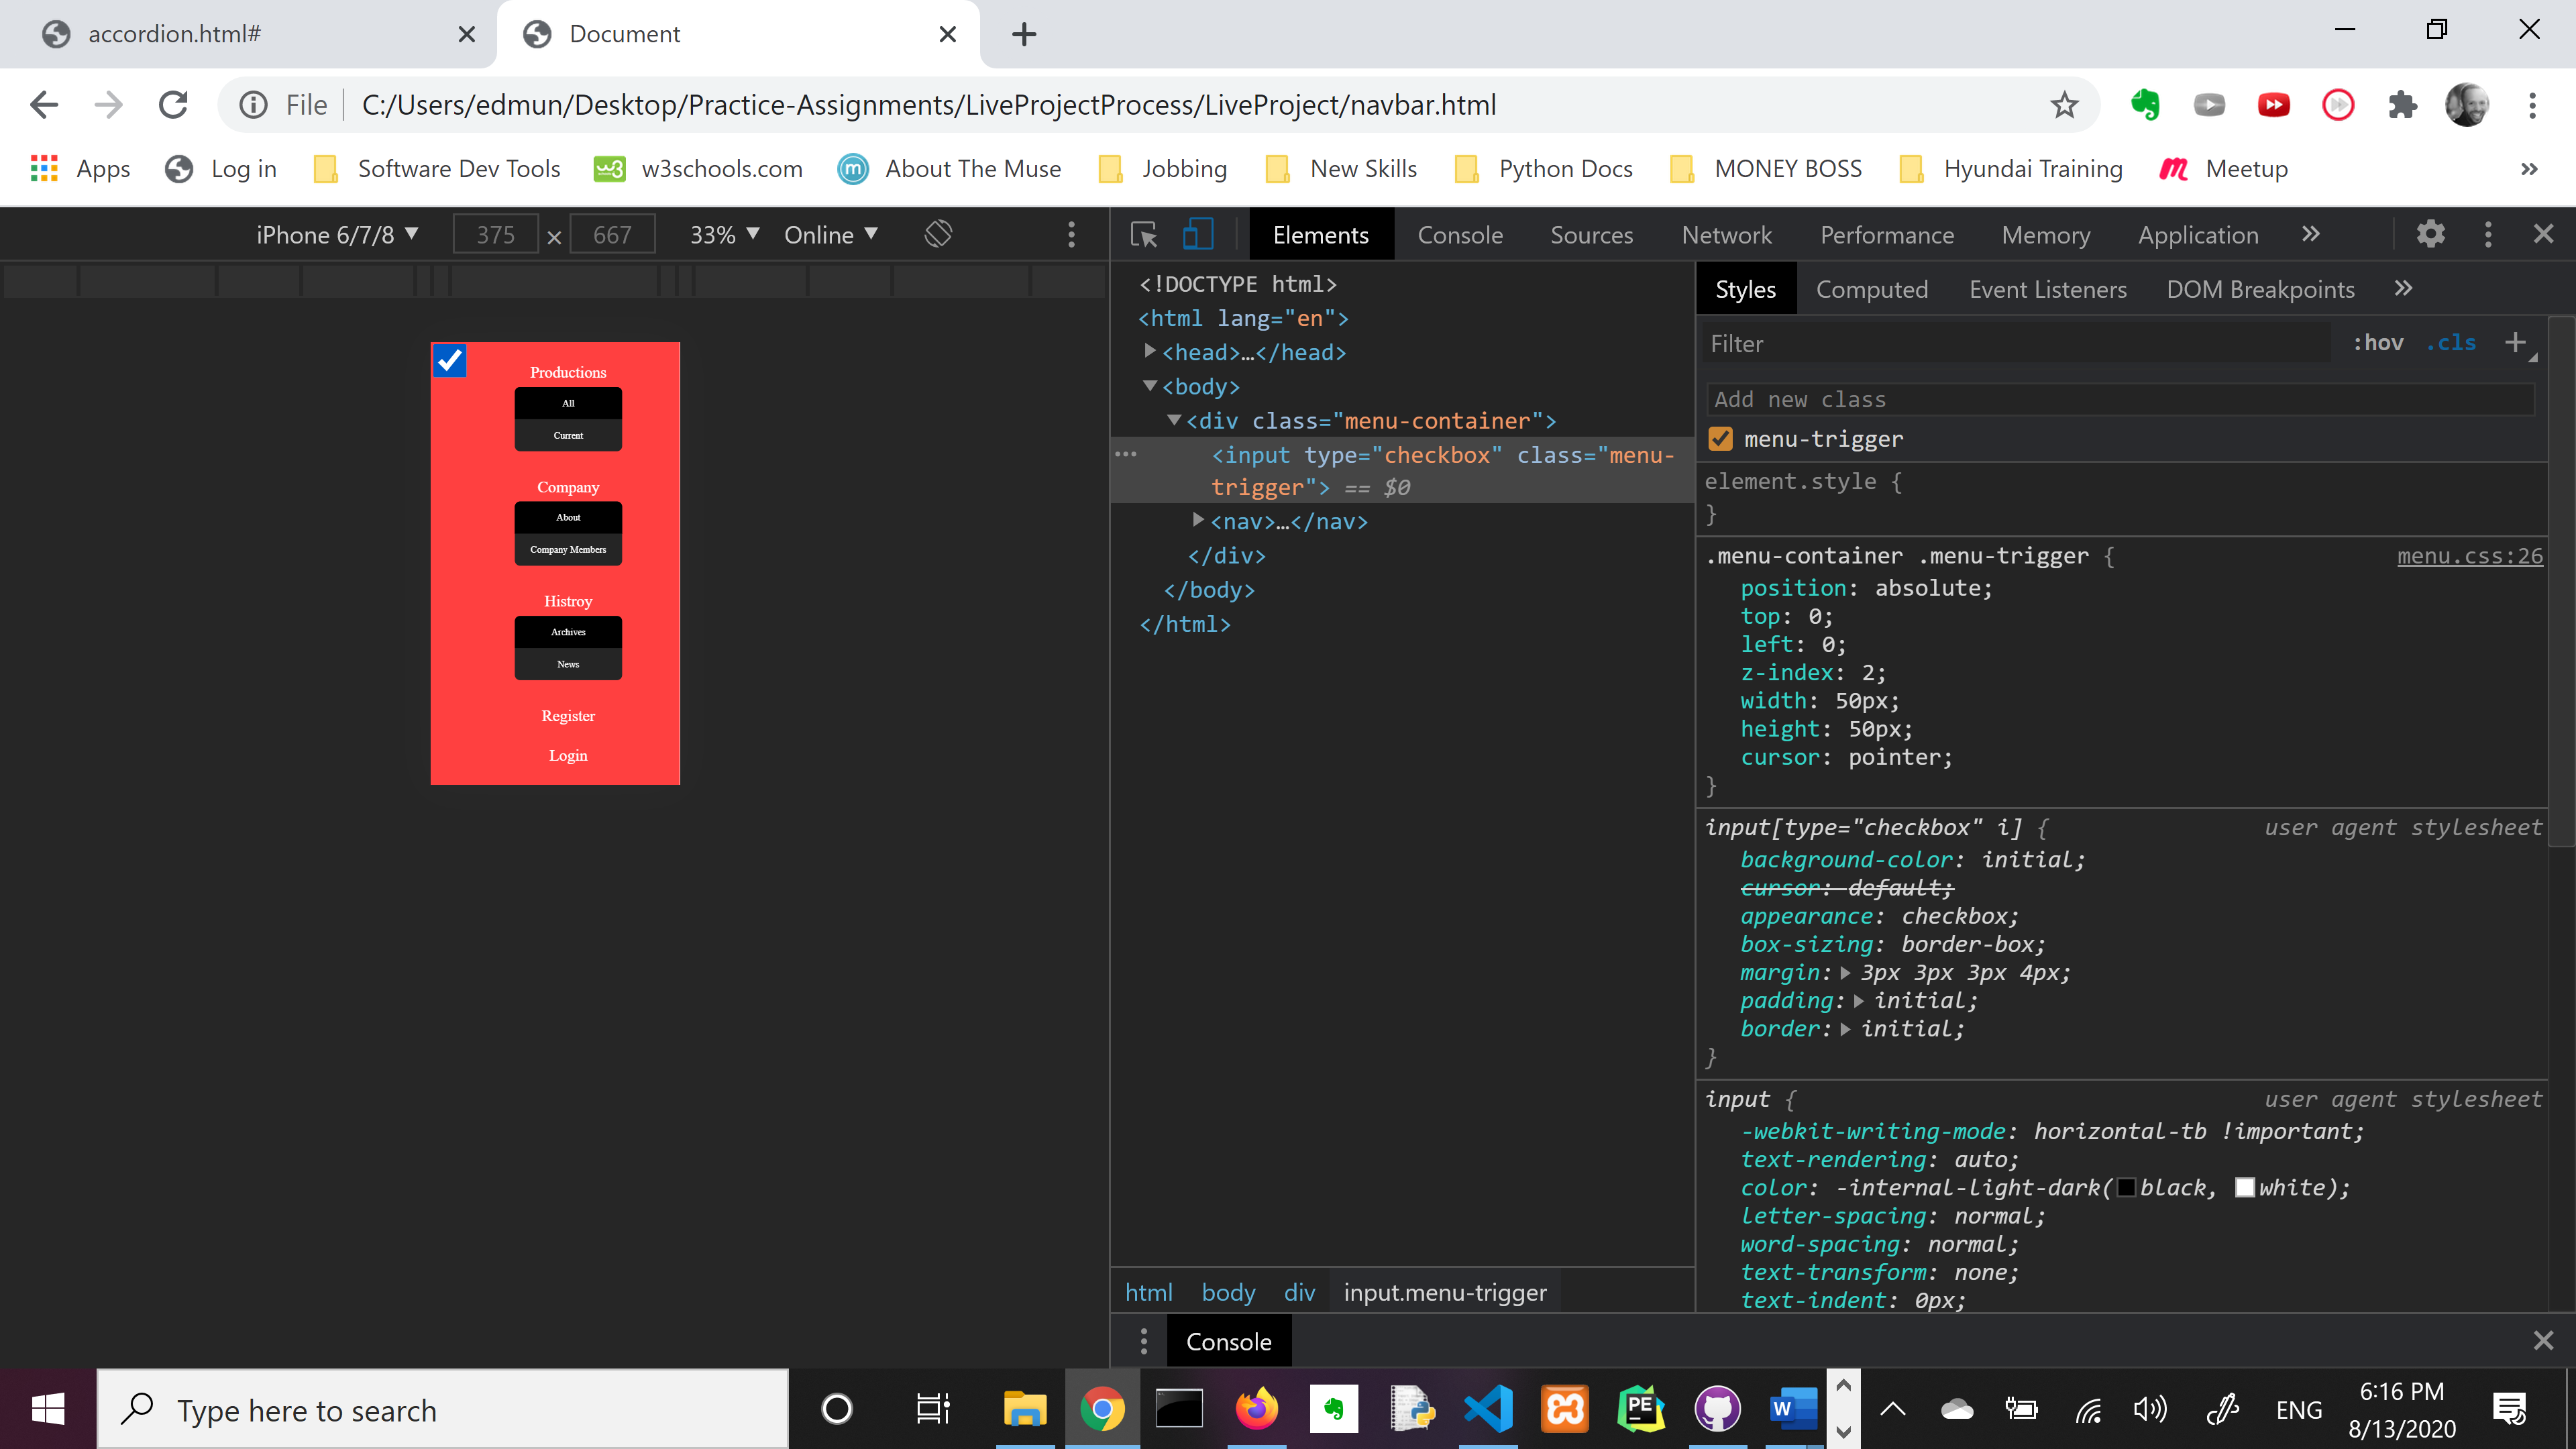 accordion.html#
Document
File
C:/Users/edmun/Desktop/Practice-Assignments/LiveProjectProcess/LiveProject/navbar.html
Apps Log in Software Dev Tools w3schools.com About The Muse Jobbing New Skills Python Docs MONEY BOSS Hyundai Training Meetup »
iPhone 6/7/8 375 × 667 33% Online
Productions
All
Current
Company
About
Company Members
Histroy
Archives
News
Register
Login
Elements Console Sources Network Performance Memory Application »
<!DOCTYPE html>
<html lang="en">
<head>…</head>
<body>
<div class="menu-container">
<input type="checkbox" class="menu-
trigger"> == $0
<nav>…</nav>
</div>
</body>
</html>
html body div input.menu-trigger
Styles Computed Event Listeners DOM Breakpoints »
Filter :hov .cls +
Add new class
menu-trigger
element.style {
}
.menu-container .menu-trigger { menu.css:26
position: absolute;
top: 0;
left: 0;
z-index: 2;
width: 50px;
height: 50px;
cursor: pointer;
}
input[type="checkbox" i] { user agent stylesheet
background-color: initial;
cursor: default;
appearance: checkbox;
box-sizing: border-box;
margin: 3px 3px 3px 4px;
padding: initial;
border: initial;
}
input { user agent stylesheet
-webkit-writing-mode: horizontal-tb !important;
text-rendering: auto;
color: -internal-light-dark(black, white);
letter-spacing: normal;
word-spacing: normal;
text-transform: none;
text-indent: 0px;
Console
Type here to search
ENG
6:16 PM
8/13/2020